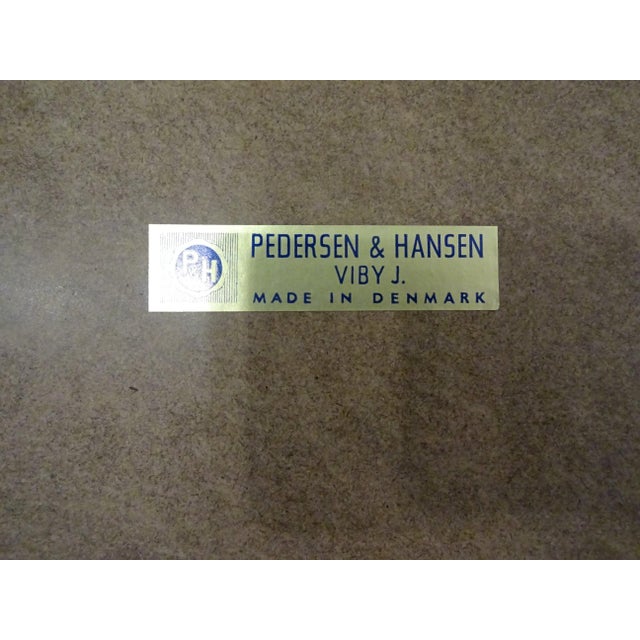 PH
PEDERSEN & HANSEN
VIBY J.
MADE IN DENMARK